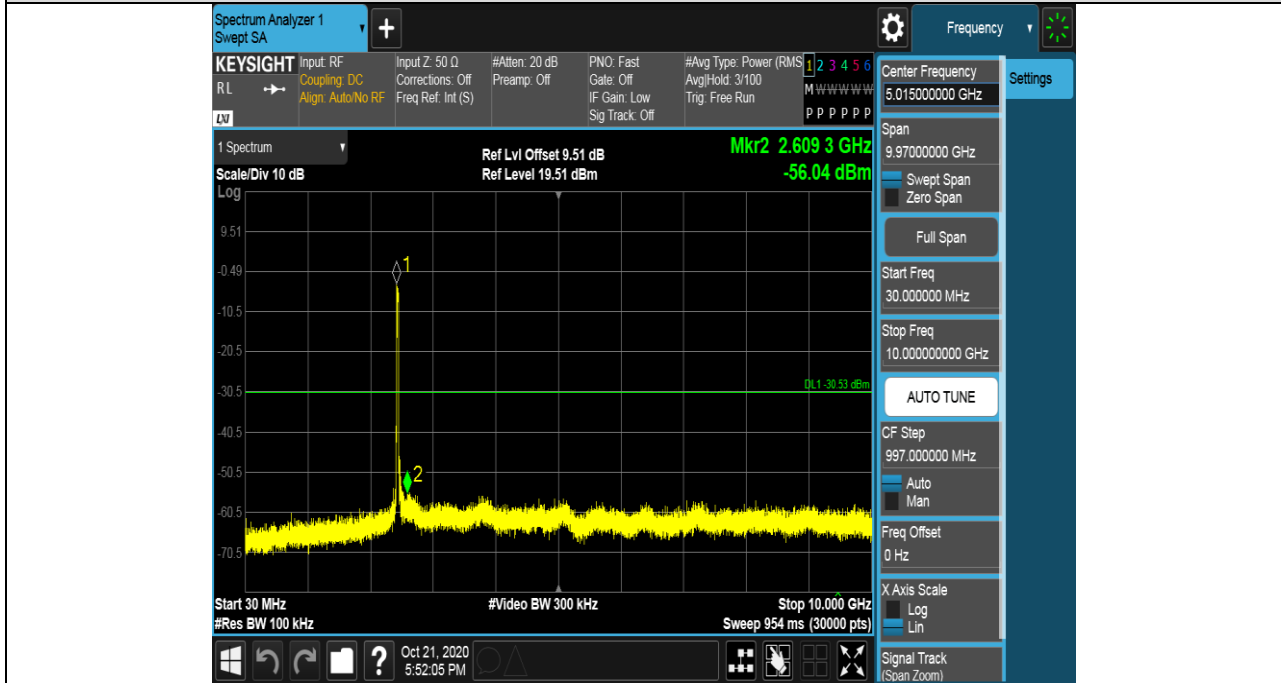 Spectrum Analyzer 1
Swept SA
+
Frequency
KEYSIGHT
RL
LXI
Input: RF
Coupling: DC
Align: Auto/No RF
Input Z: 50 Ω
Corrections: Off
Freq Ref: Int (S)
#Atten: 20 dB
Preamp: Off
PNO: Fast
Gate: Off
IF Gain: Low
Sig Track: Off
#Avg Type: Power (RMS
Avg|Hold: 3/100
Trig: Free Run
1 2 3 4 5 6
M W W W W W
P P P P P P
1 Spectrum
Scale/Div 10 dB
Log
Ref Lvl Offset 9.51 dB
Ref Level 19.51 dBm
Mkr2 2.609 3 GHz
-56.04 dBm
9.51
-0.49
-10.5
-20.5
-30.5
-40.5
-50.5
-60.5
-70.5
1
DL1 -30.53 dBm
2
Start 30 MHz
#Res BW 100 kHz
#Video BW 300 kHz
Stop 10.000 GHz
Sweep 954 ms (30000 pts)
Oct 21, 2020
5:52:05 PM
?
Center Frequency
5.015000000 GHz
Settings
Span
9.97000000 GHz
Swept Span
Zero Span
Full Span
Start Freq
30.000000 MHz
Stop Freq
10.000000000 GHz
AUTO TUNE
CF Step
997.000000 MHz
Auto
Man
Freq Offset
0 Hz
X Axis Scale
Log
Lin
Signal Track
(Span Zoom)